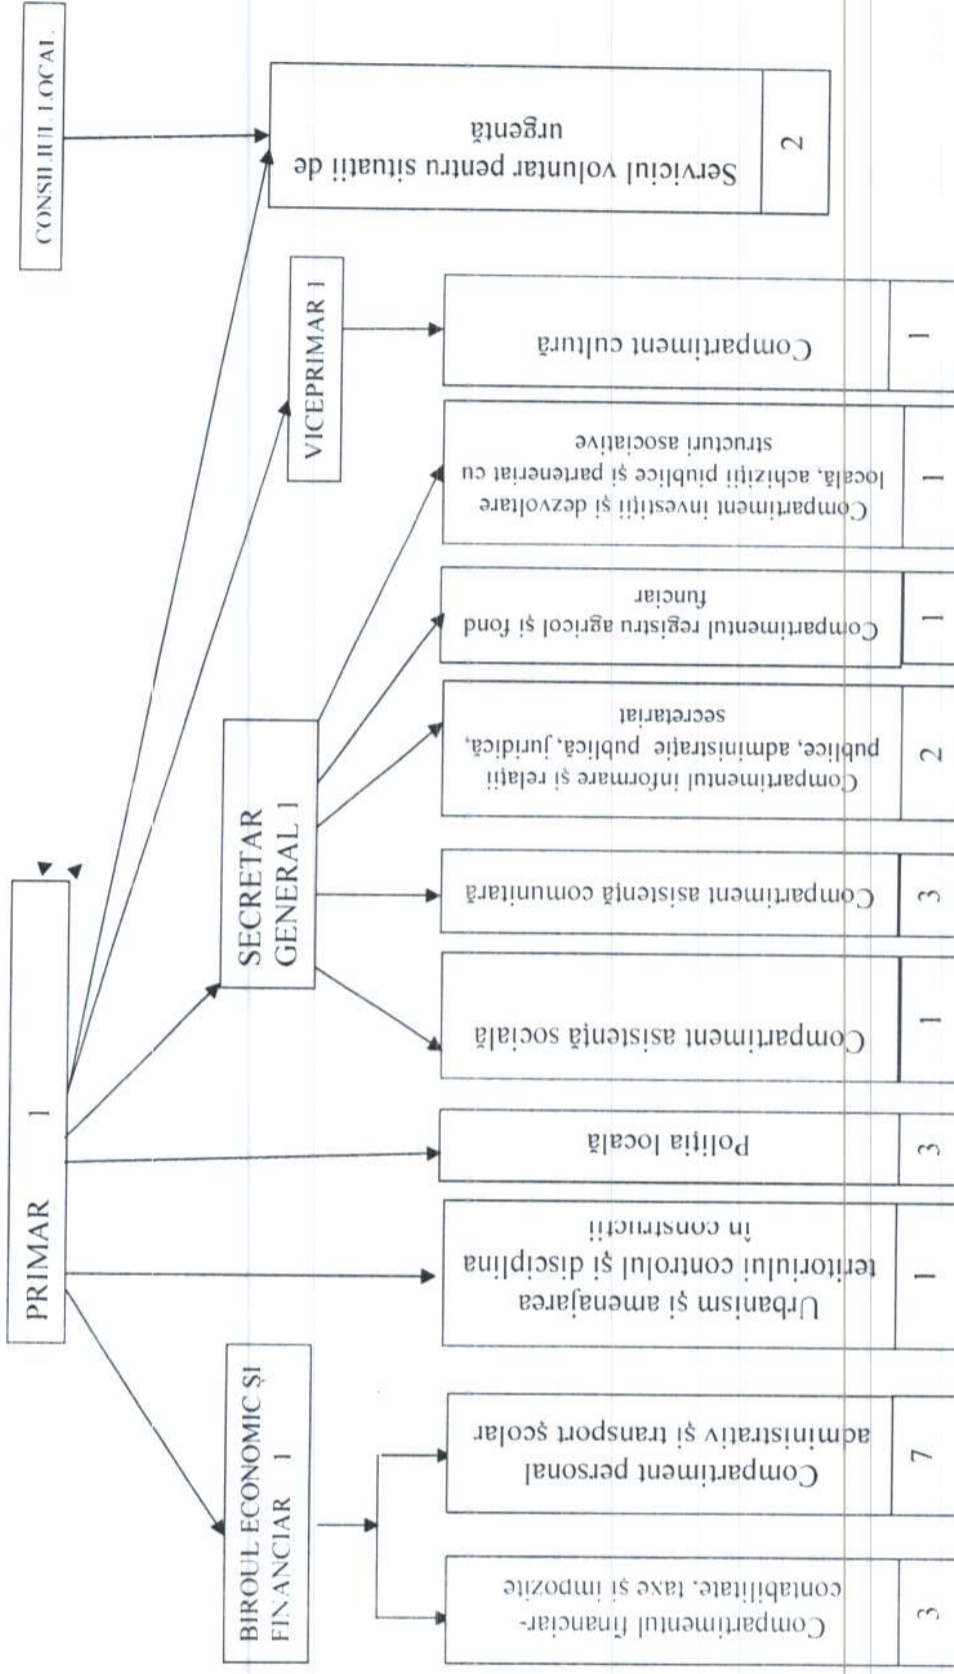 CONSILIUL LOCAL
PRIMAR 1
Serviciul voluntar pentru situatii de
urgentă
2
VICEPRIMAR 1
SECRETAR
GENERAL 1
BIROUL ECONOMIC ȘI
FINANCIAR 1
Compartimentul financiar-
contabilitate, taxe și impozite
3
Compartiment personal
administrativ și transport școlar
7
Urbanism și amenajarea
teritoriului controlul și disciplina
în constructii
1
Poliția locală
3
Compartiment asistență socială
1
Compartiment asistență comunitară
3
Compartimentul informare și relații
publice, administrație publică, juridică,
secretariat
2
Compartimentul registru agricol și fond
funciar
1
Compartiment investiții și dezvoltare
locală, achiziții piublice și parteneriat cu
structuri asociative
1
Compartiment cultură
1